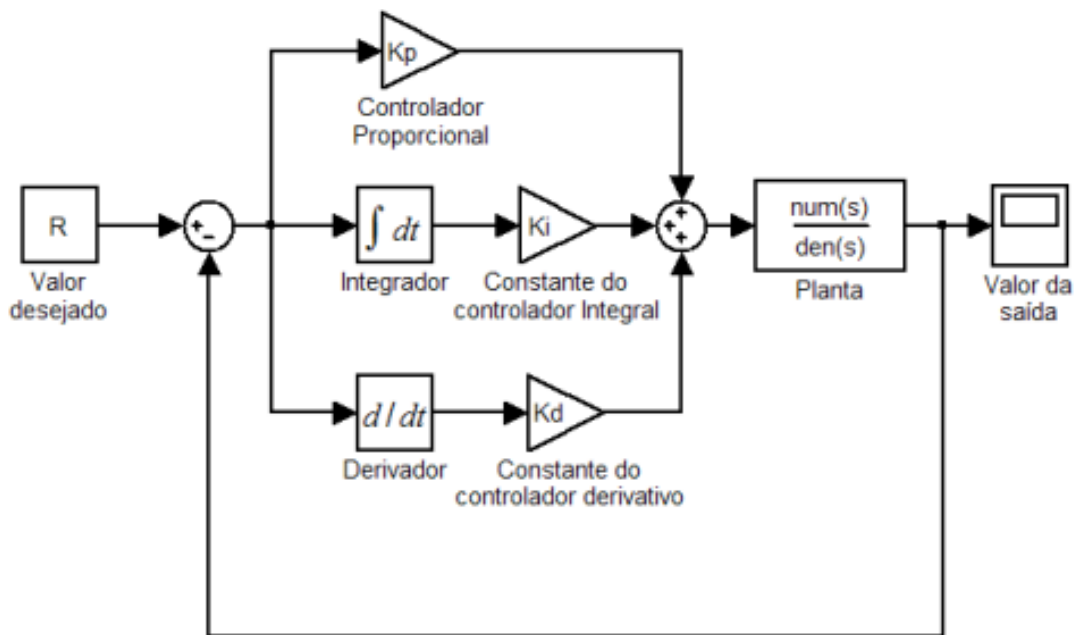 Kp
Controlador
Proporcional
R
Valor
desejado
+
−
∫ dt
Integrador
Ki
Constante do
controlador Integral
+
+
+
num(s)
den(s)
Planta
Valor da
saída
d / dt
Derivador
Kd
Constante do
controlador derivativo